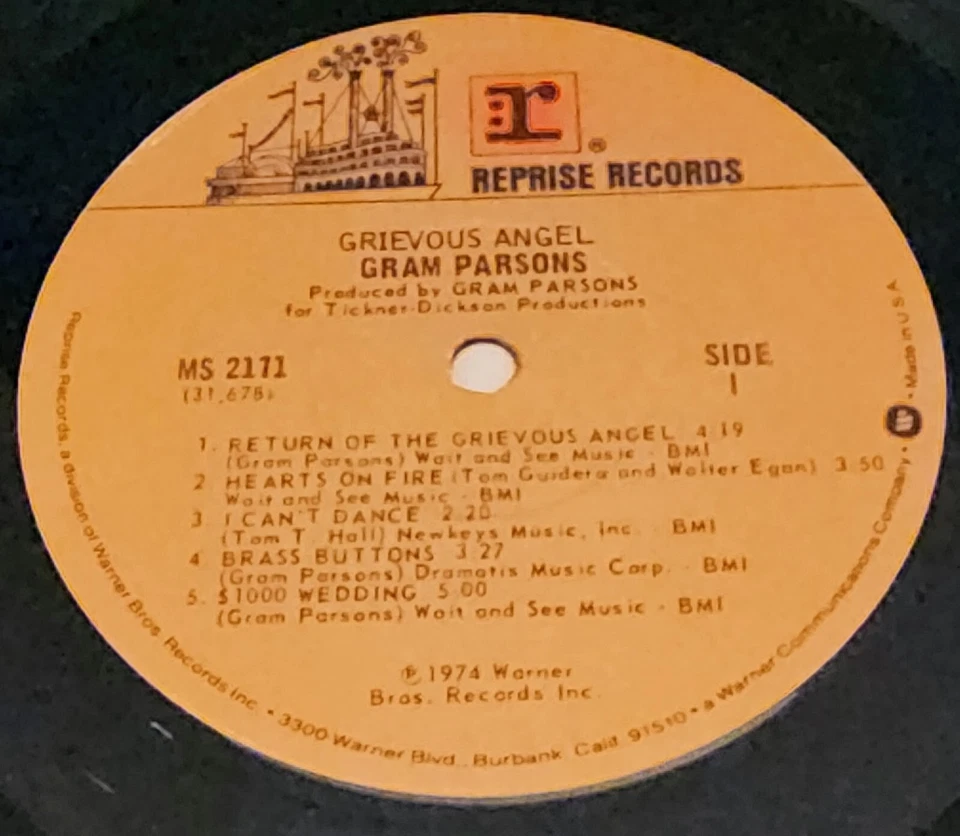 r ®
REPRISE RECORDS
GRIEVOUS ANGEL
GRAM PARSONS
Produced by GRAM PARSONS
for Tickner-Dickson Productions
MS 2171
(31,678)
SIDE
1
1. RETURN OF THE GRIEVOUS ANGEL 4:19
(Gram Parsons) Wait and See Music - BMI
2. HEARTS ON FIRE (Tom Guidera and Walter Egan) 3:50
Wait and See Music - BMI
3. I CAN'T DANCE 2:20
(Tom T. Hall) Newkeys Music, Inc. - BMI
4. BRASS BUTTONS 3:27
(Gram Parsons) Dramatis Music Corp. - BMI
5. $1000 WEDDING 5:00
(Gram Parsons) Wait and See Music - BMI
℗ 1974 Warner
Bros. Records Inc.
Reprise Records, a division of Warner Bros. Records Inc. • 3300 Warner Blvd., Burbank, Calif. 91510 • a Warner Communications Company • W • Made in U.S.A.